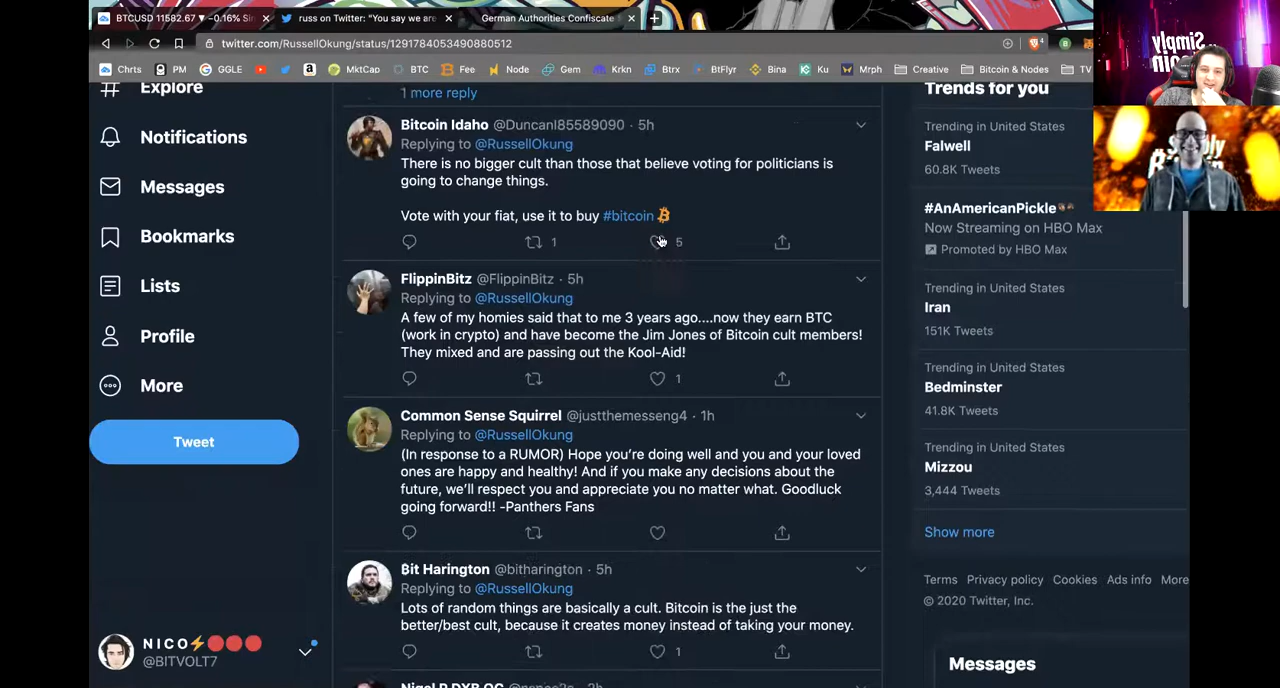 BTCUSD 11582.67 ▼ −0.16%
russ on Twitter: "You say we are
German Authorities Confiscate
twitter.com/RussellOkung/status/1291784053490880512
Chrts PM GGLE a MktCap BTC Fee Node Gem Krkn Btrx BtFlyr Bina Ku Mrph Creative Bitcoin & Nodes TV
Simply
Explore
Notifications
Messages
Bookmarks
Lists
Profile
More
Tweet
N I C O⚡🔴🔴🔴
@BITVOLT7
1 more reply
Bitcoin Idaho @Duncanl85589090 · 5h
Replying to @RussellOkung
There is no bigger cult than those that believe voting for politicians is
going to change things.
Vote with your fiat, use it to buy #bitcoin ₿
1 5
FlippinBitz @FlippinBitz · 5h
Replying to @RussellOkung
A few of my homies said that to me 3 years ago....now they earn BTC
(work in crypto) and have become the Jim Jones of Bitcoin cult members!
They mixed and are passing out the Kool-Aid!
1
Common Sense Squirrel @justthemesseng4 · 1h
Replying to @RussellOkung
(In response to a RUMOR) Hope you're doing well and you and your loved
ones are happy and healthy! And if you make any decisions about the
future, we'll respect you and appreciate you no matter what. Goodluck
going forward!! -Panthers Fans
₿it Harington @bitharington · 5h
Replying to @RussellOkung
Lots of random things are basically a cult. Bitcoin is the just the
better/best cult, because it creates money instead of taking your money.
1
Trends for you
Trending in United States
Falwell
60.8K Tweets
#AnAmericanPickle
Now Streaming on HBO Max
Promoted by HBO Max
Trending in United States
Iran
151K Tweets
Trending in United States
Bedminster
41.8K Tweets
Trending in United States
Mizzou
3,444 Tweets
Show more
Terms Privacy policy Cookies Ads info More
© 2020 Twitter, Inc.
Messages